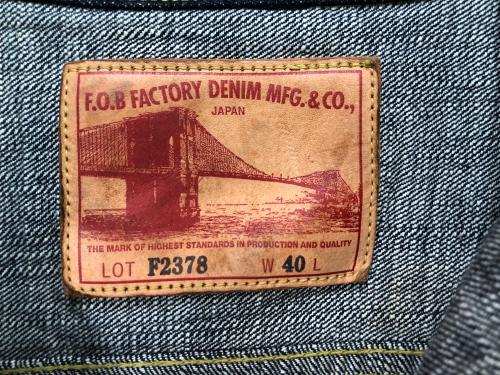 F.O.B FACTORY DENIM MFG. & CO.,
JAPAN
THE MARK OF HIGHEST STANDARDS IN PRODUCTION AND QUALITY
LOT F2378 W 40 L